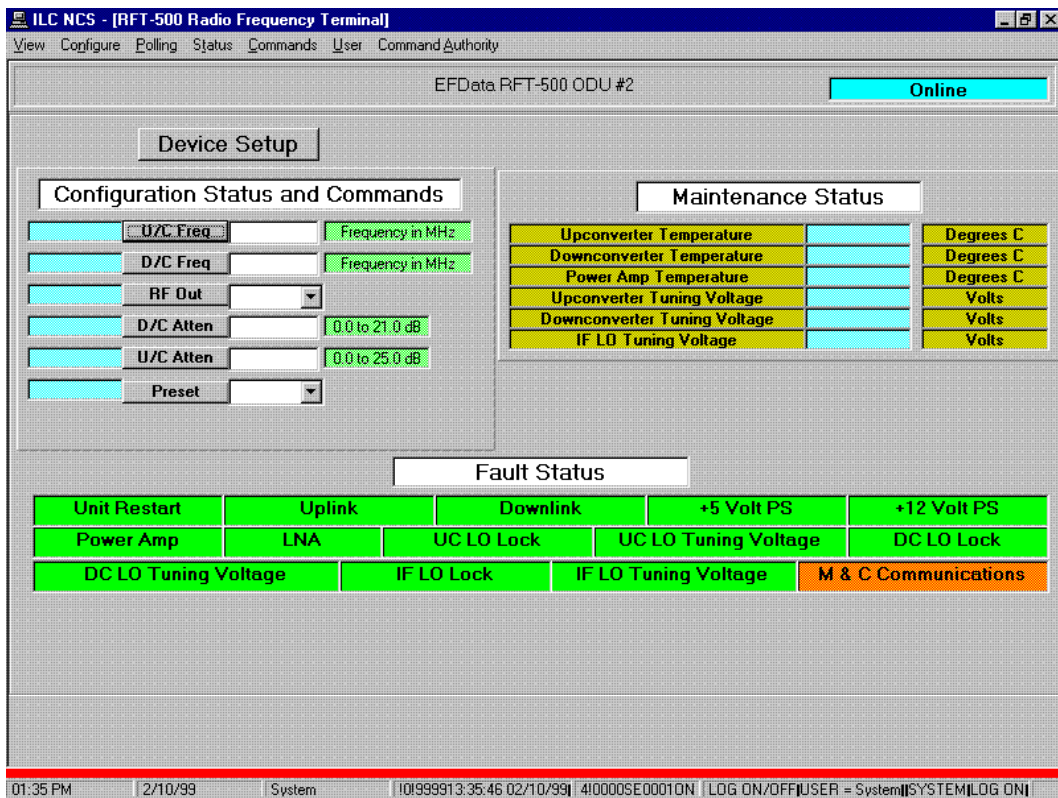 ILC NCS - [RFT-500 Radio Frequency Terminal]
View Configure Polling Status Commands User Command Authority
EFData RFT-500 ODU #2
Online
Device Setup
Configuration Status and Commands
U/C Freq Frequency in MHz
D/C Freq Frequency in MHz
RF Out
D/C Atten 0.0 to 21.0 dB
U/C Atten 0.0 to 25.0 dB
Preset
Maintenance Status
Upconverter Temperature Degrees C
Downconverter Temperature Degrees C
Power Amp Temperature Degrees C
Upconverter Tuning Voltage Volts
Downconverter Tuning Voltage Volts
IF LO Tuning Voltage Volts
Fault Status
Unit Restart Uplink Downlink +5 Volt PS +12 Volt PS
Power Amp LNA UC LO Lock UC LO Tuning Voltage DC LO Lock
DC LO Tuning Voltage IF LO Lock IF LO Tuning Voltage M & C Communications
01:35 PM 2/10/99 System !0!999913:35:46 02/10/99| 4!0000SE00010N LOG ON/OFF|USER = System||SYSTEM|LOG ON|